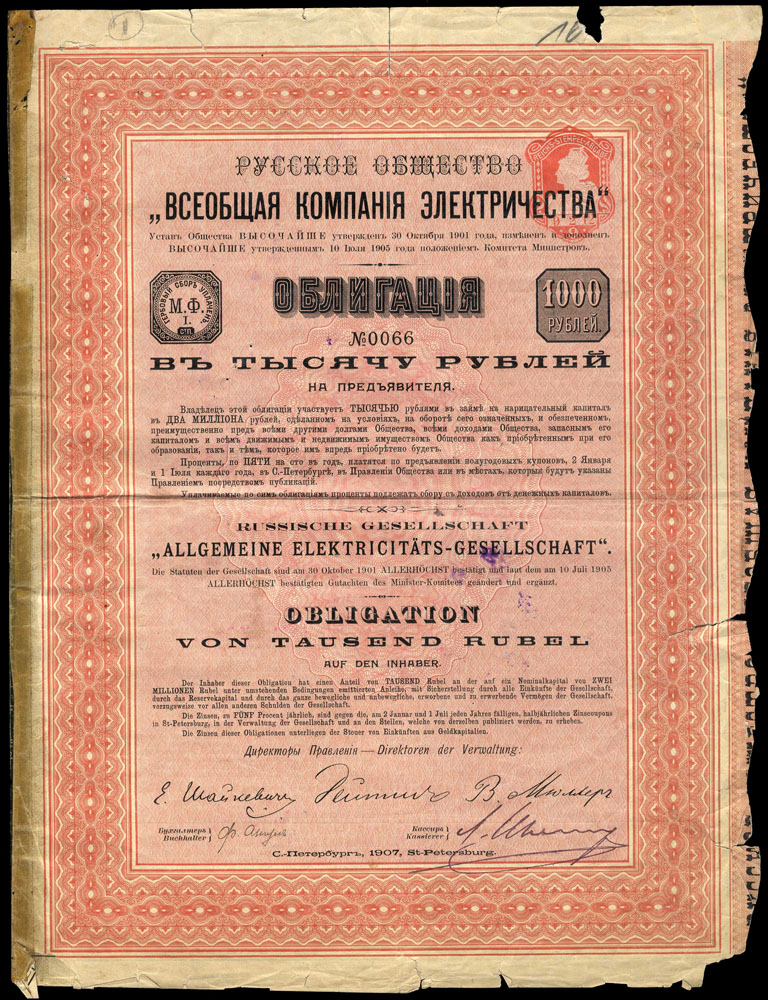 1
10
РУССКОЕ ОБЩЕСТВО
„ВСЕОБЩАЯ КОМПАНІЯ ЭЛЕКТРИЧЕСТВА“
Уставъ Общества ВЫСОЧАЙШЕ утвержденъ 30 Октября 1901 года, измѣненъ и дополненъ
ВЫСОЧАЙШЕ утвержденнымъ 10 Іюля 1905 года положеніемъ Комитета Министровъ.
REICHS-STEMPEL-ABGABE
ГЕРБОВЫЙ СБОРЪ УПЛАЧЕНЪ
М.Ф.
I.
СТП.
ОБЛИГАЦІЯ
1000
РУБЛЕЙ.
№0066
ВЪ ТЫСЯЧУ РУБЛЕЙ
НА ПРЕДЪЯВИТЕЛЯ.
Владѣлецъ этой облигаціи участвуетъ ТЫСЯЧЬЮ рублями въ займѣ на нарицательный капиталъ
въ ДВА МИЛЛІОНА рублей, сдѣланномъ на условіяхъ, на оборотѣ сего означенныхъ, и обезпеченномъ,
преимущественно предъ всѣми другими долгами Общества, всѣми доходами Общества, запаснымъ его
капиталомъ и всѣмъ движимымъ и недвижимымъ имуществомъ Общества какъ пріобрѣтеннымъ при его
образованіи, такъ и тѣмъ, которое имъ впредь пріобрѣтено будетъ.
Проценты, по ПЯТИ на сто въ годъ, платятся по предъявленіи полугодовыхъ купоновъ, 2 Января
и 1 Іюля каждаго года, въ С.-Петербургѣ, въ Правленіи Общества или въ мѣстахъ, которыя будутъ указаны
Правленіемъ посредствомъ публикацій.
Уплачиваемые по симъ облигаціямъ проценты подлежатъ сбору съ доходовъ отъ денежныхъ капиталовъ.
RUSSISCHE GESELLSCHAFT
„ALLGEMEINE ELEKTRICITÄTS-GESELLSCHAFT“.
Die Statuten der Gesellschaft sind am 30 Oktober 1901 ALLERHÖCHST bestätigt und laut dem am 10 Juli 1905
ALLERHÖCHST bestätigten Gutachten des Minister-Komitees geändert und ergänzt.
OBLIGATION
VON TAUSEND RUBEL
AUF DEN INHABER.
Der Inhaber dieser Obligation hat einen Anteil von TAUSEND Rubel an der auf ein Nominalkapital von ZWEI
MILLIONEN Rubel unter umstehenden Bedingungen emittierten Anleihe, mit Sicherstellung durch alle Einkünfte der Gesellschaft,
durch das Reservekapital und durch das ganze bewegliche und unbewegliche, erworbene und zu erwerbende Vermögen der Gesellschaft,
vorzugsweise vor allen anderen Schulden der Gesellschaft.
Die Zinsen, zu FÜNF Procent jährlich, sind gegen die, am 2 Januar und 1 Juli jeden Jahres fälligen, halbjährlichen Zinscoupons
in St-Petersburg, in der Verwaltung der Gesellschaft und an den Stellen, welche von derselben publiziert werden, zu erheben.
Die Zinsen dieser Obligationen unterliegen der Steuer von Einkünften aus Geldkapitalien.
Директоры Правленія — Direktoren der Verwaltung:
Е. Шайкевичъ В. Мюллеръ
Бухгалтеръ
Buchhalter
Кассиръ
Kassierer
С.-Петербургъ, 1907, St-Petersburg.